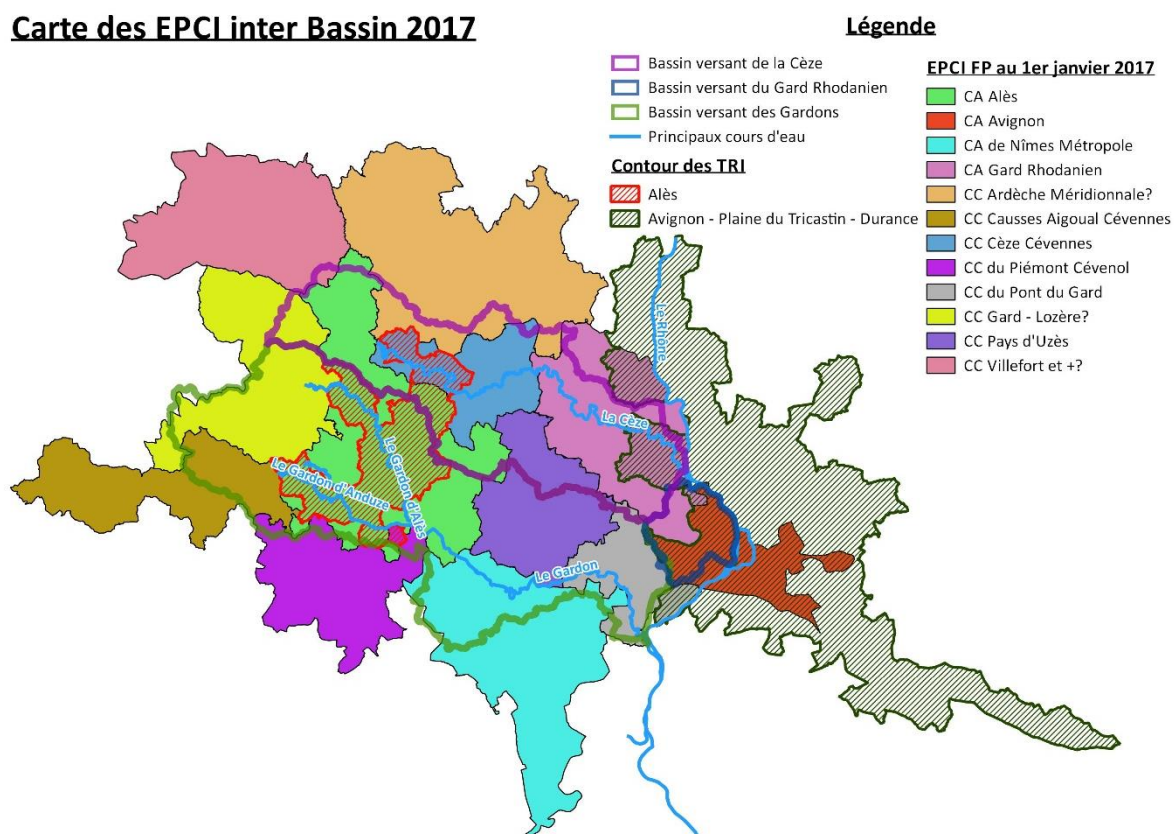 Carte des EPCI inter Bassin 2017
Légende
Bassin versant de la Cèze
Bassin versant du Gard Rhodanien
Bassin versant des Gardons
Principaux cours d'eau
Contour des TRI
Alès
Avignon - Plaine du Tricastin - Durance
EPCI FP au 1er janvier 2017
CA Alès
CA Avignon
CA de Nîmes Métropole
CA Gard Rhodanien
CC Ardèche Méridionnale?
CC Causses Aigoual Cévennes
CC Cèze Cévennes
CC du Piémont Cévenol
CC du Pont du Gard
CC Gard - Lozère?
CC Pays d'Uzès
CC Villefort et +?
Le Rhône
La Cèze
Le Gardon d'Alès
Le Gardon d'Anduze
Le Gardon